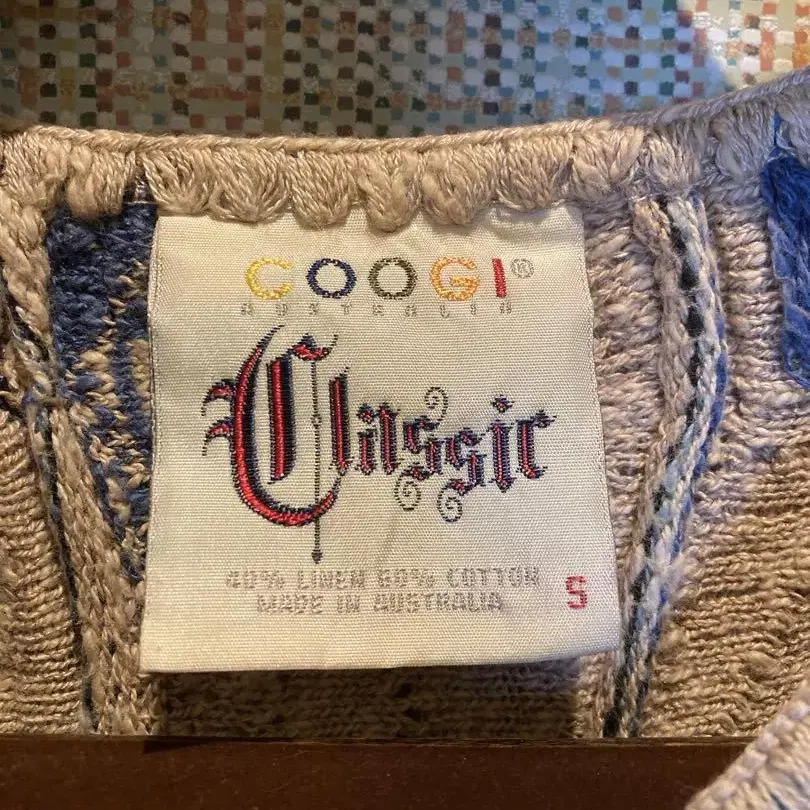 COOGI®
AUSTRALIA
Classic
40% LINEN 60% COTTON
MADE IN AUSTRALIA
S